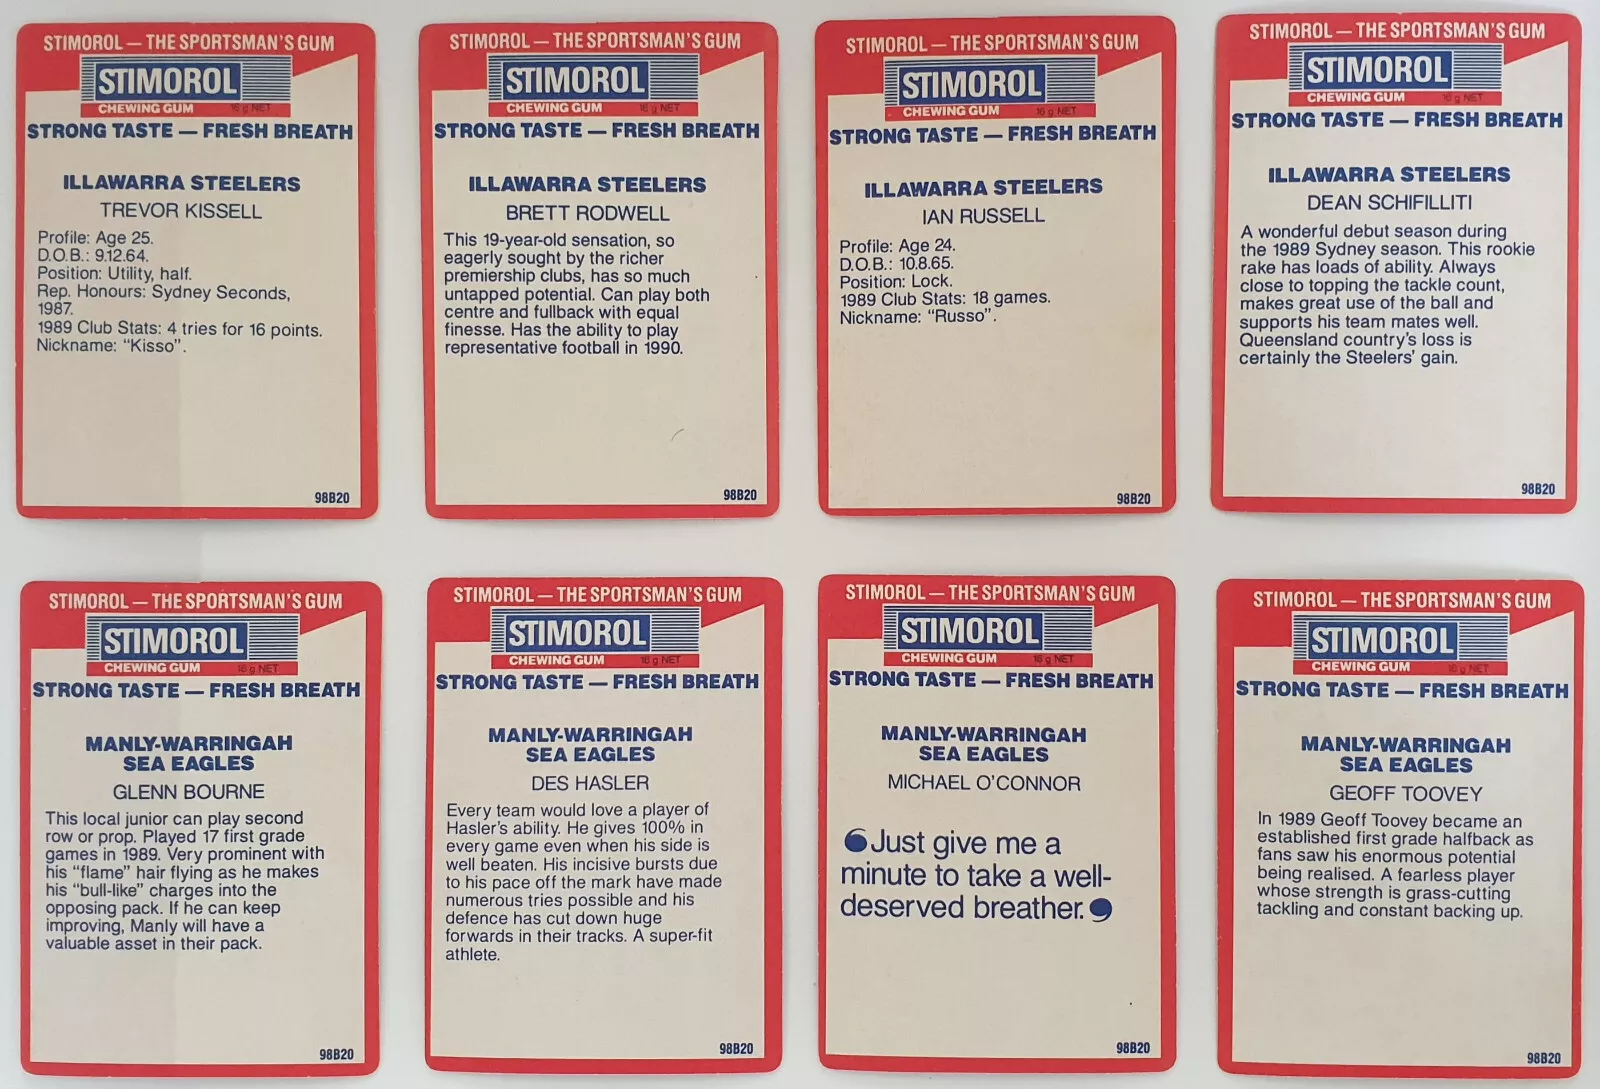 STIMOROL — THE SPORTSMAN'S GUM
STIMOROL
CHEWING GUM 16 g NET
STRONG TASTE — FRESH BREATH
ILLAWARRA STEELERS
TREVOR KISSELL
Profile: Age 25.
D.O.B.: 9.12.64.
Position: Utility, half.
Rep. Honours: Sydney Seconds,
1987.
1989 Club Stats: 4 tries for 16 points.
Nickname: "Kisso".
98B20
STIMOROL — THE SPORTSMAN'S GUM
STIMOROL
CHEWING GUM 16 g NET
STRONG TASTE — FRESH BREATH
ILLAWARRA STEELERS
BRETT RODWELL
This 19-year-old sensation, so
eagerly sought by the richer
premiership clubs, has so much
untapped potential. Can play both
centre and fullback with equal
finesse. Has the ability to play
representative football in 1990.
98B20
STIMOROL — THE SPORTSMAN'S GUM
STIMOROL
CHEWING GUM 16 g NET
STRONG TASTE — FRESH BREATH
ILLAWARRA STEELERS
IAN RUSSELL
Profile: Age 24.
D.O.B.: 10.8.65.
Position: Lock.
1989 Club Stats: 18 games.
Nickname: "Russo".
98B20
STIMOROL — THE SPORTSMAN'S GUM
STIMOROL
CHEWING GUM 16 g NET
STRONG TASTE — FRESH BREATH
ILLAWARRA STEELERS
DEAN SCHIFILLITI
A wonderful debut season during
the 1989 Sydney season. This rookie
rake has loads of ability. Always
close to topping the tackle count,
makes great use of the ball and
supports his team mates well.
Queensland country's loss is
certainly the Steelers' gain.
98B20
STIMOROL — THE SPORTSMAN'S GUM
STIMOROL
CHEWING GUM 16 g NET
STRONG TASTE — FRESH BREATH
MANLY-WARRINGAH
SEA EAGLES
GLENN BOURNE
This local junior can play second
row or prop. Played 17 first grade
games in 1989. Very prominent with
his "flame" hair flying as he makes
his "bull-like" charges into the
opposing pack. If he can keep
improving, Manly will have a
valuable asset in their pack.
98B20
STIMOROL — THE SPORTSMAN'S GUM
STIMOROL
CHEWING GUM 16 g NET
STRONG TASTE — FRESH BREATH
MANLY-WARRINGAH
SEA EAGLES
DES HASLER
Every team would love a player of
Hasler's ability. He gives 100% in
every game even when his side is
well beaten. His incisive bursts due
to his pace off the mark have made
numerous tries possible and his
defence has cut down huge
forwards in their tracks. A super-fit
athlete.
98B20
STIMOROL — THE SPORTSMAN'S GUM
STIMOROL
CHEWING GUM 16 g NET
STRONG TASTE — FRESH BREATH
MANLY-WARRINGAH
SEA EAGLES
MICHAEL O'CONNOR
‘Just give me a
minute to take a well-
deserved breather.’
98B20
STIMOROL — THE SPORTSMAN'S GUM
STIMOROL
CHEWING GUM 16 g NET
STRONG TASTE — FRESH BREATH
MANLY-WARRINGAH
SEA EAGLES
GEOFF TOOVEY
In 1989 Geoff Toovey became an
established first grade halfback as
fans saw his enormous potential
being realised. A fearless player
whose strength is grass-cutting
tackling and constant backing up.
98B20